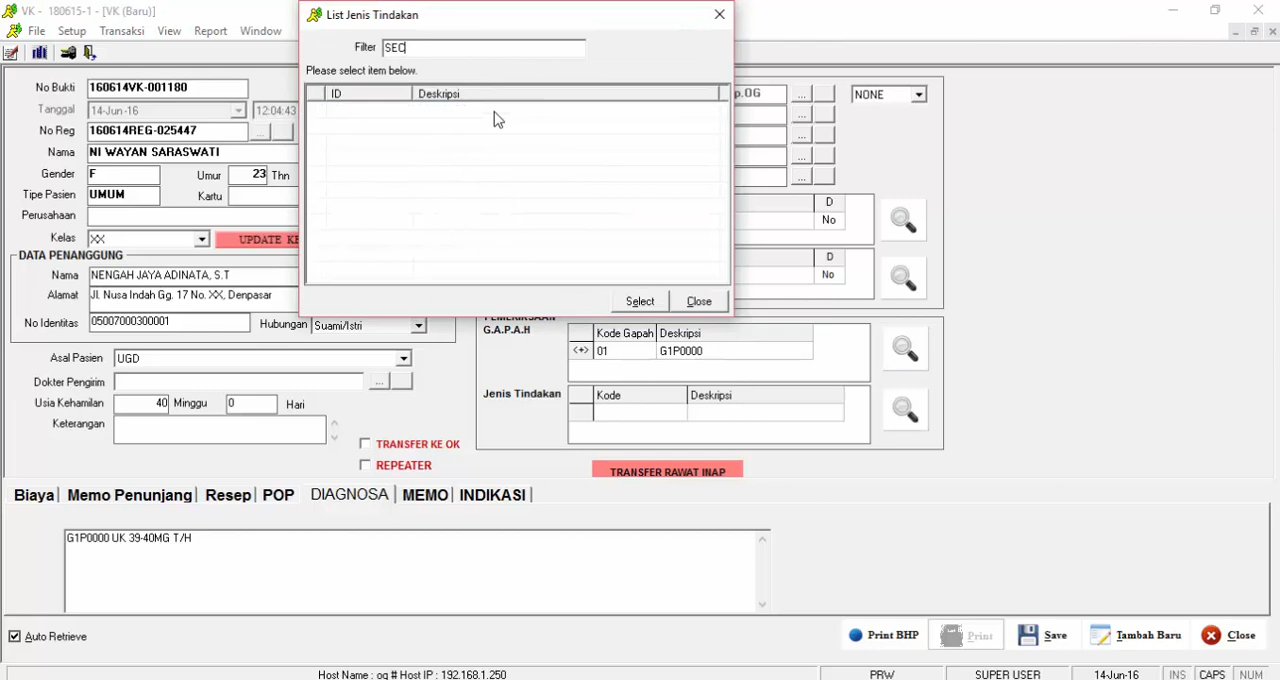 VK - 180615-1 - [VK (Baru)]
File Setup Transaksi View Report Window
No Bukti 160614VK-001180
Tanggal 14-Jun-16 12:04:43
No Reg 160614REG-025447 ...
Nama NI WAYAN SARASWATI
Gender F Umur 23 Thn
Tipe Pasien UMUM Kartu
Perusahaan
Kelas XX UPDATE KE
DATA PENANGGUNG
Nama NENGAH JAYA ADINATA, S.T
Alamat Jl. Nusa Indah Gg. 17 No. XX, Denpasar
No Identitas 05007000300001 Hubungan Suami/Istri
Asal Pasien UGD
Dokter Pengirim ...
Usia Kehamilan 40 Minggu 0 Hari
Keterangan
TRANSFER KE OK
REPEATER
List Jenis Tindakan
Filter SEC
Please select item below.
ID Deskripsi
Select Close
p.OG ... NONE
...
...
...
...
D
No
D
No
PEMERIKSAAN
G.A.P.A.H
Kode Gapah Deskripsi
<+> 01 G1P0000
Jenis Tindakan Kode Deskripsi
TRANSFER RAWAT INAP
Biaya Memo Penunjang Resep POP DIAGNOSA MEMO INDIKASI
G1P0000 UK 39-40MG T/H
Auto Retrieve
Print BHP Print Save Tambah Baru Close
Host Name : og # Host IP : 192.168.1.250 PRW SUPER USER 14-Jun-16 INS CAPS NUM